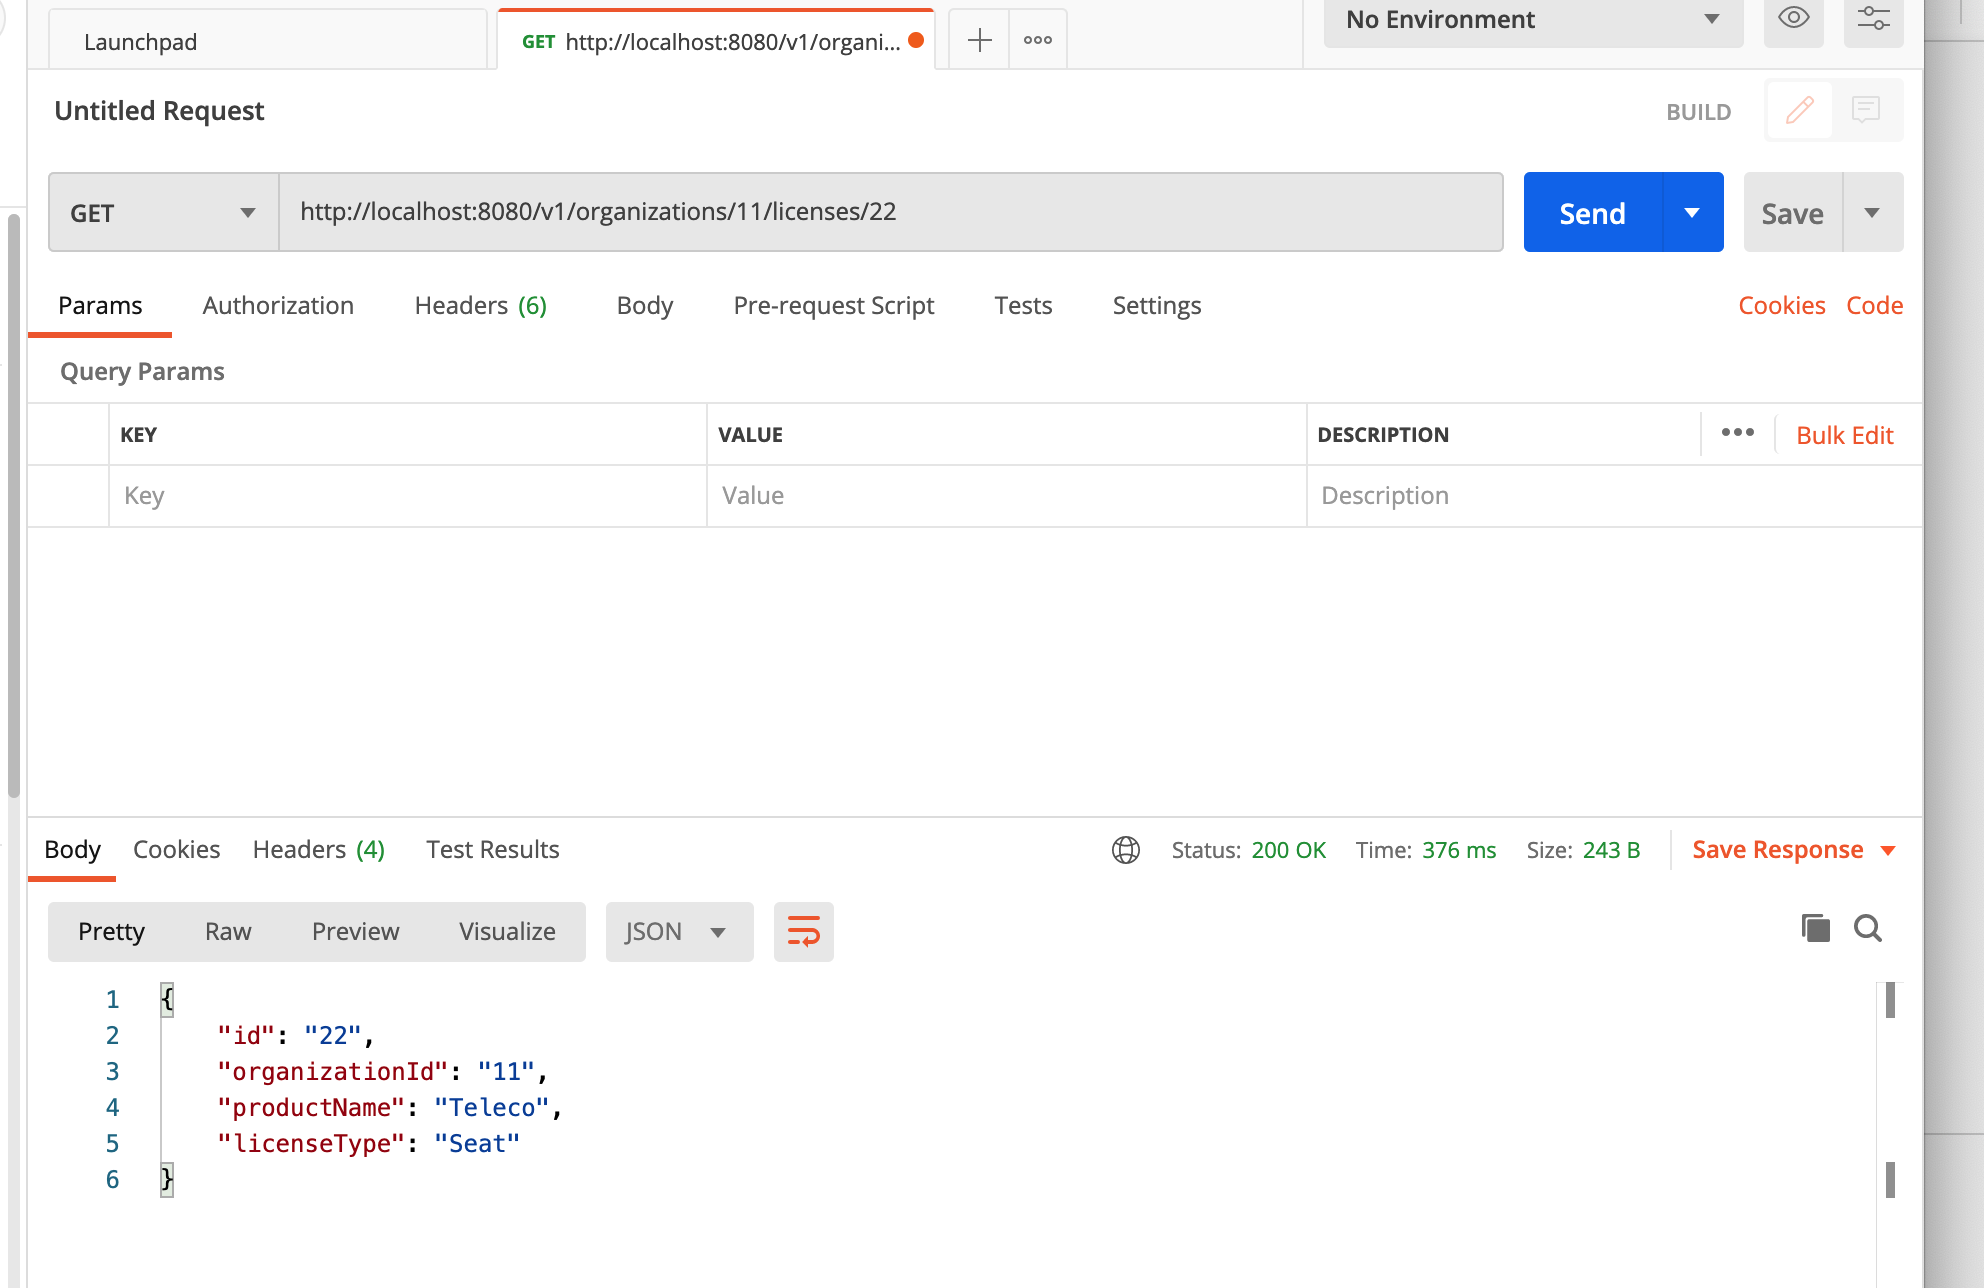 Launchpad
GET http://localhost:8080/v1/organi...
No Environment
Untitled Request
BUILD
GET
http://localhost:8080/v1/organizations/11/licenses/22
Send
Save
Params
Authorization
Headers (6)
Body
Pre-request Script
Tests
Settings
Cookies
Code
Query Params
KEY
VALUE
DESCRIPTION
Bulk Edit
Key
Value
Description
Body
Cookies
Headers (4)
Test Results
Status: 200 OK
Time: 376 ms
Size: 243 B
Save Response
Pretty
Raw
Preview
Visualize
JSON
1 {
2 "id": "22",
3 "organizationId": "11",
4 "productName": "Teleco",
5 "licenseType": "Seat"
6 }